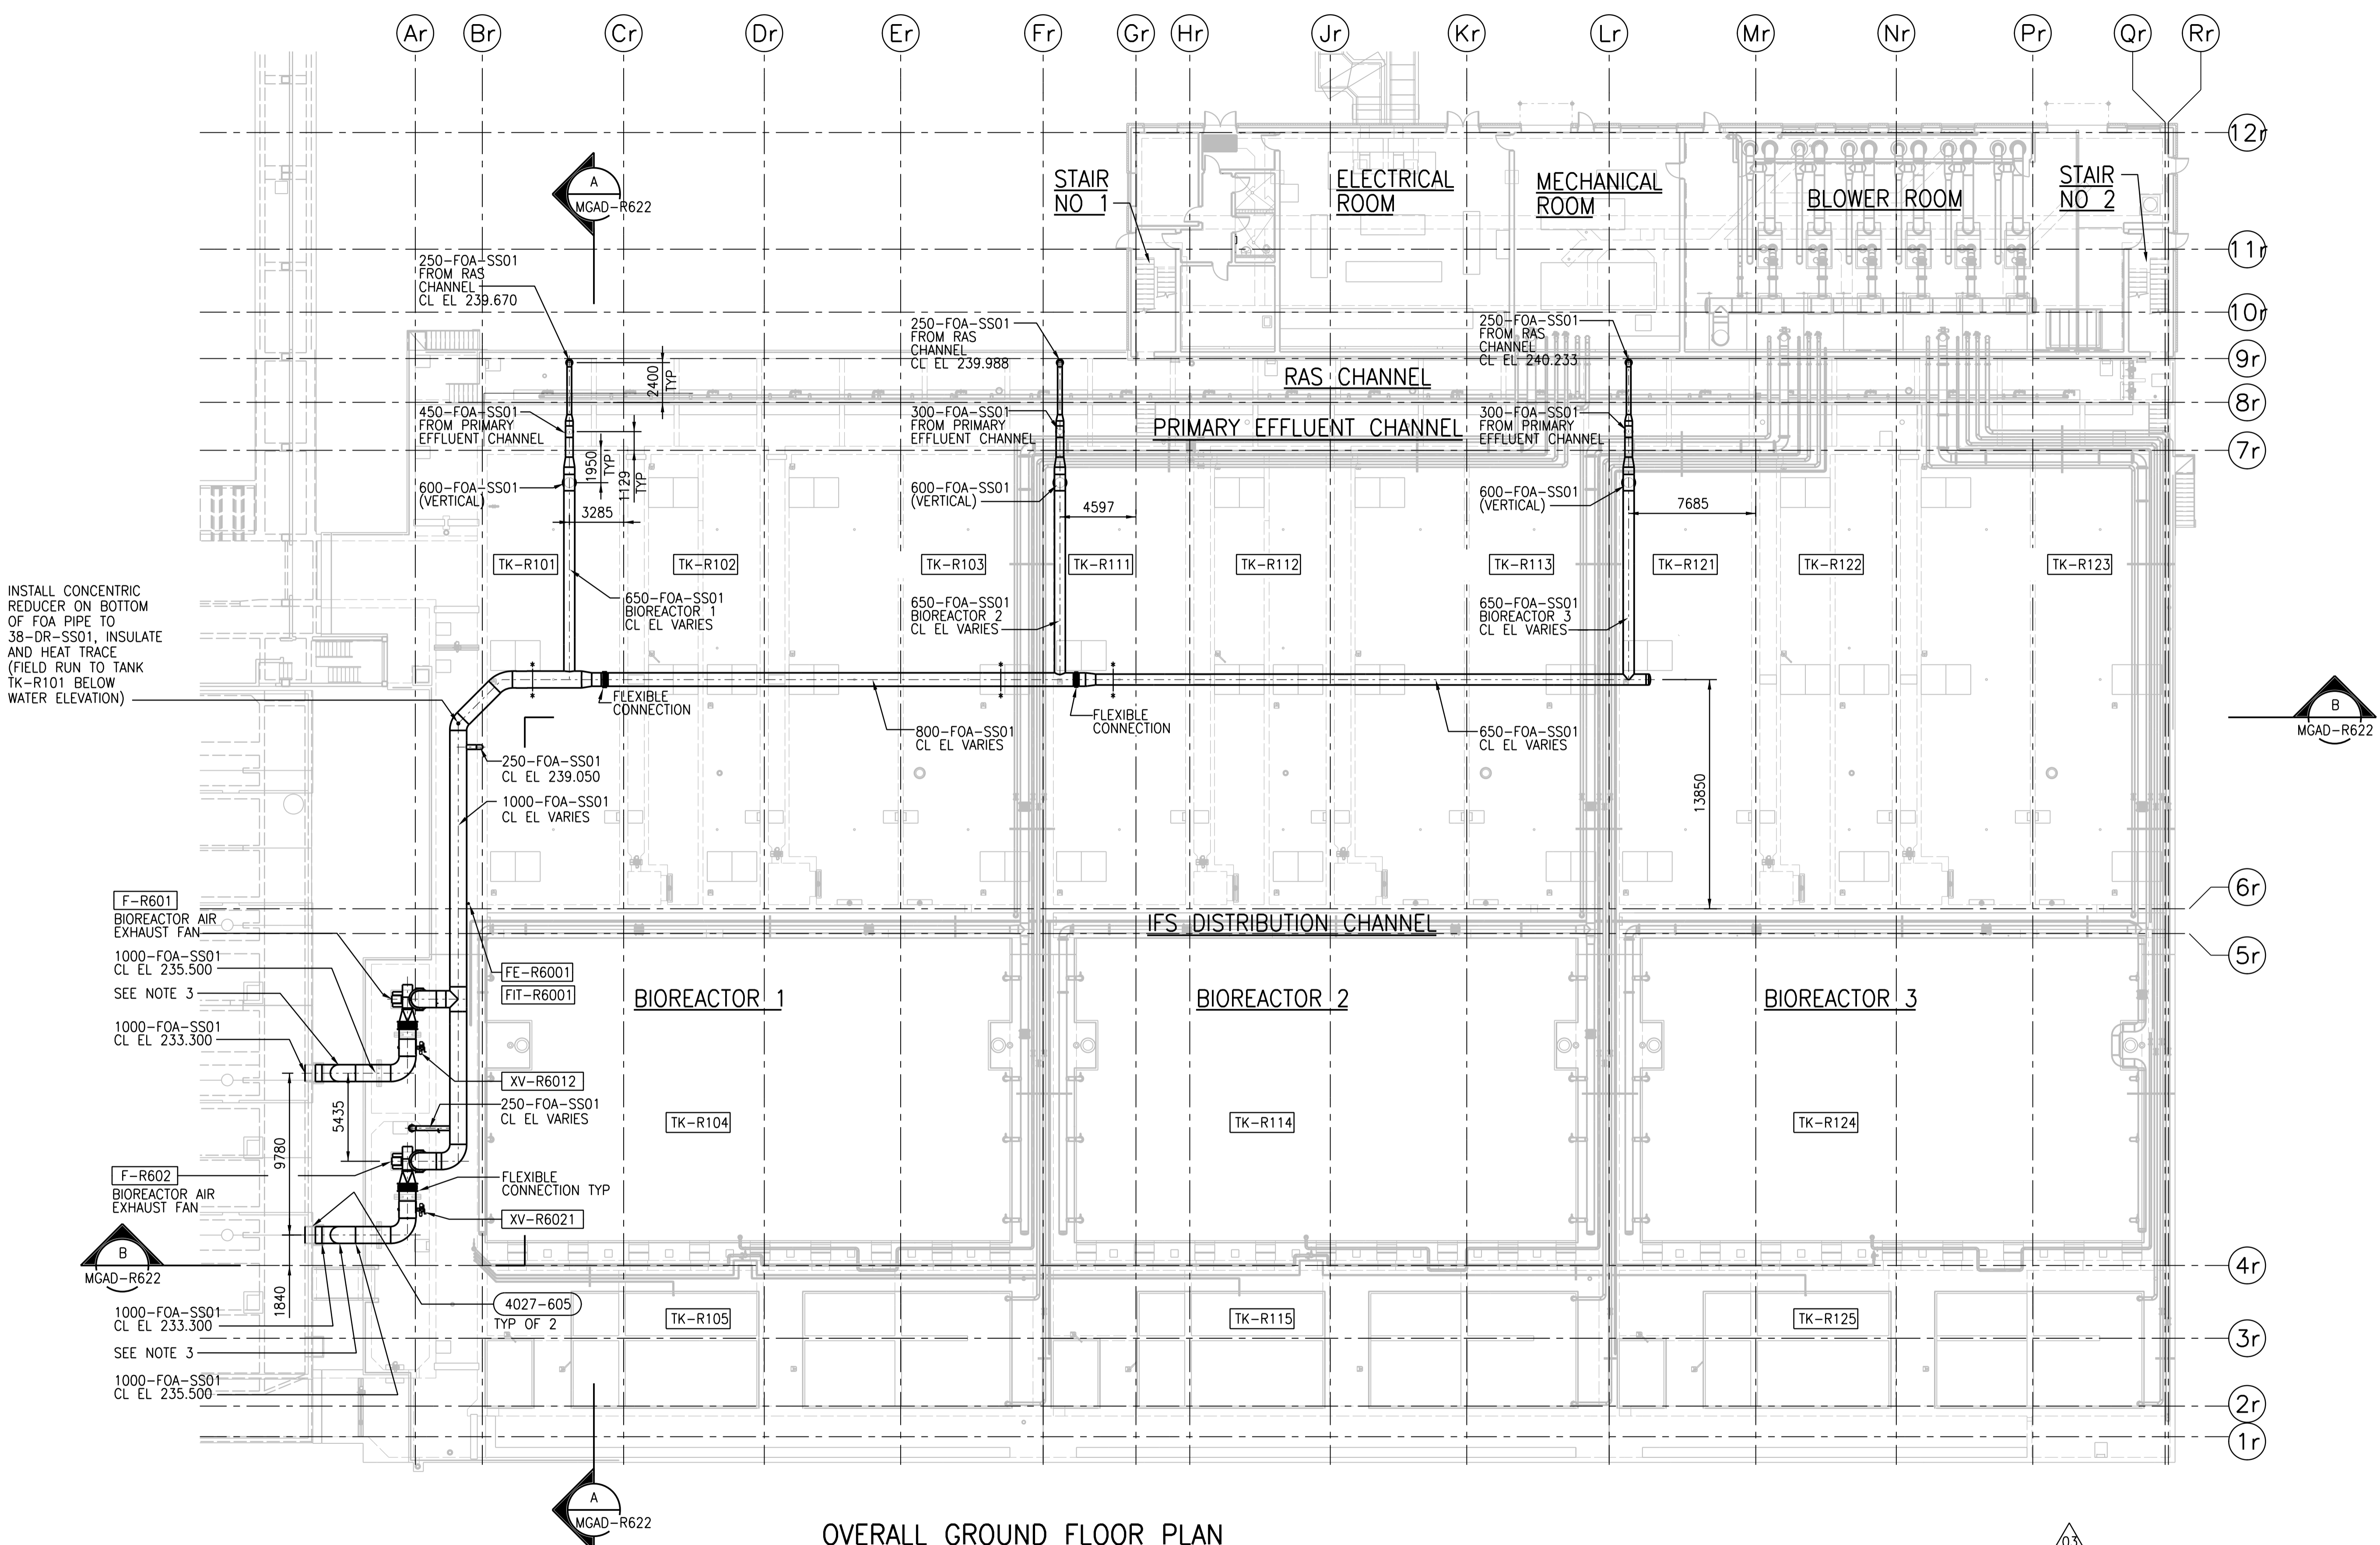 Ar
Br
Cr
Dr
Er
Fr
Gr
Hr
Jr
Kr
Lr
Mr
Nr
Pr
Qr
Rr
12r
11r
10r
9r
8r
7r
6r
5r
4r
3r
2r
1r
A
MGAD-R622
STAIR
NO 1
ELECTRICAL
ROOM
MECHANICAL
ROOM
BLOWER ROOM
STAIR
NO 2
250-FOA-SS01
FROM RAS
CHANNEL
CL EL 239.670
250-FOA-SS01
FROM RAS
CHANNEL
CL EL 239.988
250-FOA-SS01
FROM RAS
CHANNEL
CL EL 240.233
2400
TYP
RAS CHANNEL
450-FOA-SS01
FROM PRIMARY
EFFLUENT CHANNEL
300-FOA-SS01
FROM PRIMARY
EFFLUENT CHANNEL
300-FOA-SS01
FROM PRIMARY
EFFLUENT CHANNEL
PRIMARY EFFLUENT CHANNEL
1950
TYP
1129
TYP
600-FOA-SS01
(VERTICAL)
600-FOA-SS01
(VERTICAL)
600-FOA-SS01
(VERTICAL)
3285
4597
7685
TK-R101
TK-R102
TK-R103
TK-R111
TK-R112
TK-R113
TK-R121
TK-R122
TK-R123
INSTALL CONCENTRIC
REDUCER ON BOTTOM
OF FOA PIPE TO
38-DR-SS01, INSULATE
AND HEAT TRACE
(FIELD RUN TO TANK
TK-R101 BELOW
WATER ELEVATION)
650-FOA-SS01
BIOREACTOR 1
CL EL VARIES
650-FOA-SS01
BIOREACTOR 2
CL EL VARIES
650-FOA-SS01
BIOREACTOR 3
CL EL VARIES
FLEXIBLE
CONNECTION
FLEXIBLE
CONNECTION
800-FOA-SS01
CL EL VARIES
650-FOA-SS01
CL EL VARIES
B
MGAD-R622
250-FOA-SS01
CL EL 239.050
1000-FOA-SS01
CL EL VARIES
13850
F-R601
BIOREACTOR AIR
EXHAUST FAN
1000-FOA-SS01
CL EL 235.500
SEE NOTE 3
1000-FOA-SS01
CL EL 233.300
IFS DISTRIBUTION CHANNEL
FE-R6001
FIT-R6001
BIOREACTOR 1
BIOREACTOR 2
BIOREACTOR 3
XV-R6012
250-FOA-SS01
CL EL VARIES
5435
9780
TK-R104
TK-R114
TK-R124
F-R602
BIOREACTOR AIR
EXHAUST FAN
FLEXIBLE
CONNECTION TYP
XV-R6021
B
MGAD-R622
1840
1000-FOA-SS01
CL EL 233.300
SEE NOTE 3
1000-FOA-SS01
CL EL 235.500
4027-605
TYP OF 2
TK-R105
TK-R115
TK-R125
A
MGAD-R622
OVERALL GROUND FLOOR PLAN
03